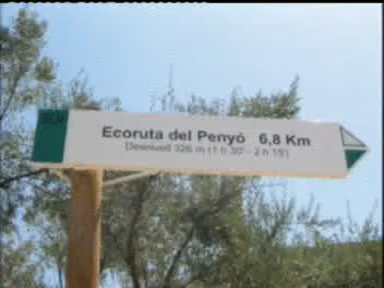 Ecoruta del Penyó 6,8 Km
Desnivell 326 m (1 h 30' - 2 h 15')